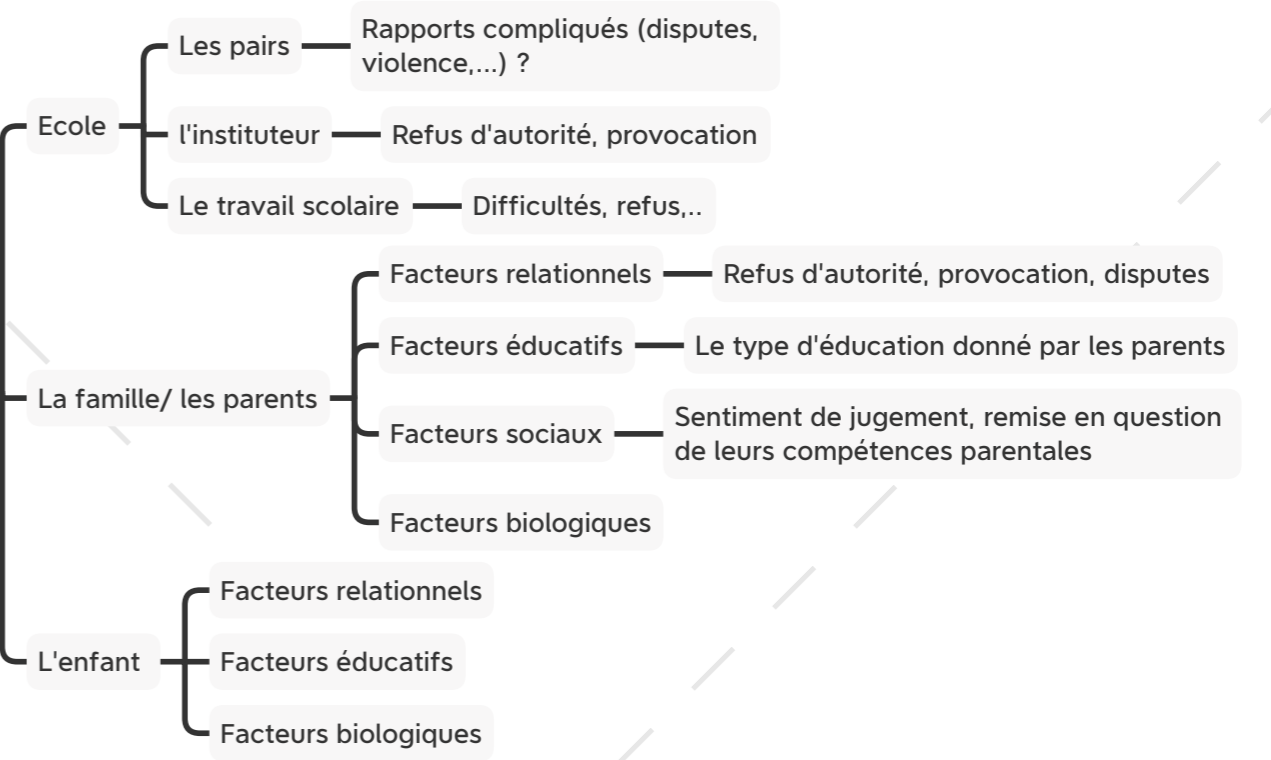 Les pairs
Rapports compliqués (disputes,
violence,...) ?
Ecole
l'instituteur
Refus d'autorité, provocation
Le travail scolaire
Difficultés, refus,..
Facteurs relationnels
Refus d'autorité, provocation, disputes
Facteurs éducatifs
Le type d'éducation donné par les parents
La famille/ les parents
Facteurs sociaux
Sentiment de jugement, remise en question
de leurs compétences parentales
Facteurs biologiques
L'enfant
Facteurs relationnels
Facteurs éducatifs
Facteurs biologiques